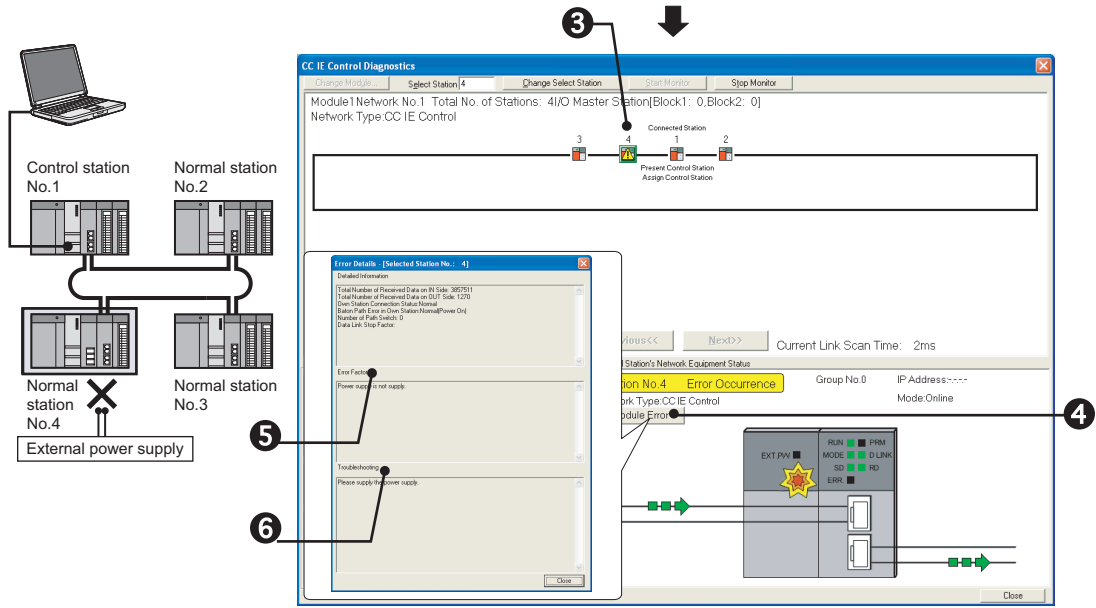 3
CC IE Control Diagnostics
Change Module... Select Station 4 Change Select Station Start Monitor Stop Monitor
Module1 Network No.1 Total No. of Stations: 4I/O Master Station[Block1: 0,Block2: 0]
Network Type:CC IE Control
Connected Station
3 4 1 2
Present Control Station
Assign Control Station
Control station
No.1
Normal station
No.2
Normal
station
No.4
Normal station
No.3
External power supply
Error Details - [Selected Station No.: 4]
Detailed Information
Total Number of Received Data on IN Side: 3857511
Total Number of Received Data on OUT Side: 1270
Own Station Connection Status:Normal
Baton Path Error in Own Station:Normal(Power On)
Number of Path Switch: 0
Data Link Stop Factor:
Error Factor
Power supply is not supply.
5
Troubleshooting
Please supply the power supply.
6
Close
vious<< Next>> Current Link Scan Time: 2ms
d Station's Network Equipment Status
tion No.4 Error Occurrence Group No.0 IP Address:-.-.-.-
ork Type:CC IE Control Mode:Online
odule Error
4
EXT.PW
RUN PRM
MODE D LINK
SD RD
ERR.
Close